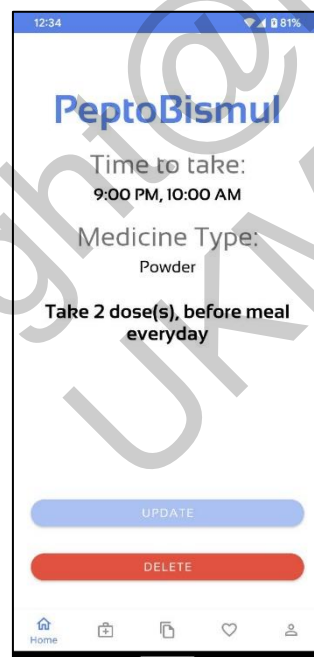 12:34
81%
PeptoBismul
Time to take:
9:00 PM, 10:00 AM
Medicine Type:
Powder
Take 2 dose(s), before meal
everyday
UPDATE
DELETE
Home